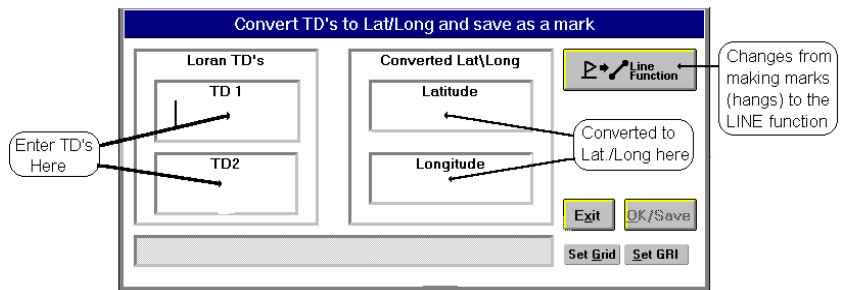 Convert TD's to Lat/Long and save as a mark
Loran TD's
TD 1
TD2
Converted Lat\Long
Latitude
Longitude
Line
Function
Exit
OK/Save
Set Grid
Set GRI
Enter TD's
Here
Converted to
Lat./Long here
Changes from
making marks
(hangs) to the
LINE function